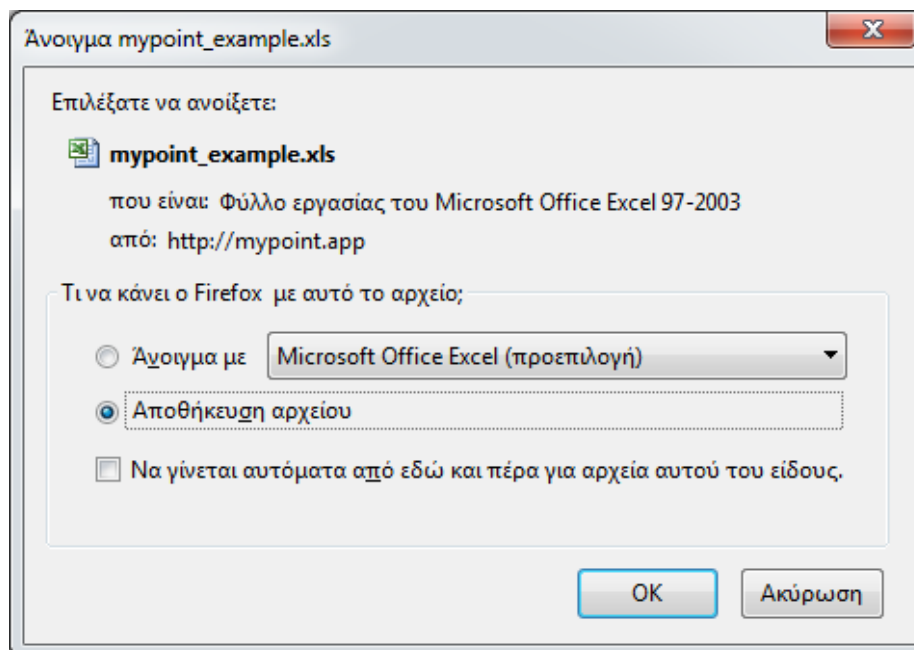 Άνοιγμα mypoint_example.xls
Επιλέξατε να ανοίξετε:
mypoint_example.xls
που είναι: Φύλλο εργασίας του Microsoft Office Excel 97-2003
από: http://mypoint.app
Τι να κάνει ο Firefox με αυτό το αρχείο;
Άνοιγμα με Microsoft Office Excel (προεπιλογή)
Αποθήκευση αρχείου
Να γίνεται αυτόματα από εδώ και πέρα για αρχεία αυτού του είδους.
OK Ακύρωση